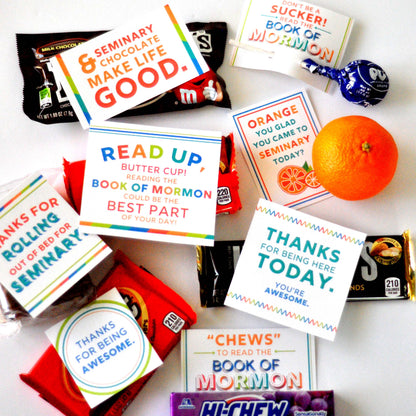 & SEMINARY
CHOCOLATE
MAKE LIFE
GOOD.
MILK CHOCOLATE
DON'T BE A
SUCKER!
READ THE
BOOK OF
MORMON
READ UP,
BUTTER CUP!
READING THE
BOOK OF MORMON
COULD BE THE
BEST PART
OF YOUR DAY!
210
ORANGE
YOU GLAD
YOU CAME TO
SEMINARY
TODAY?
THANKS FOR
ROLLING
OUT OF BED FOR
SEMINARY
THANKS
FOR BEING HERE
TODAY.
YOU'RE
AWESOME.
210
THANKS
FOR BEING
AWESOME.
210
"CHEWS"
TO READ THE
BOOK OF
MORMON
HI-CHEW